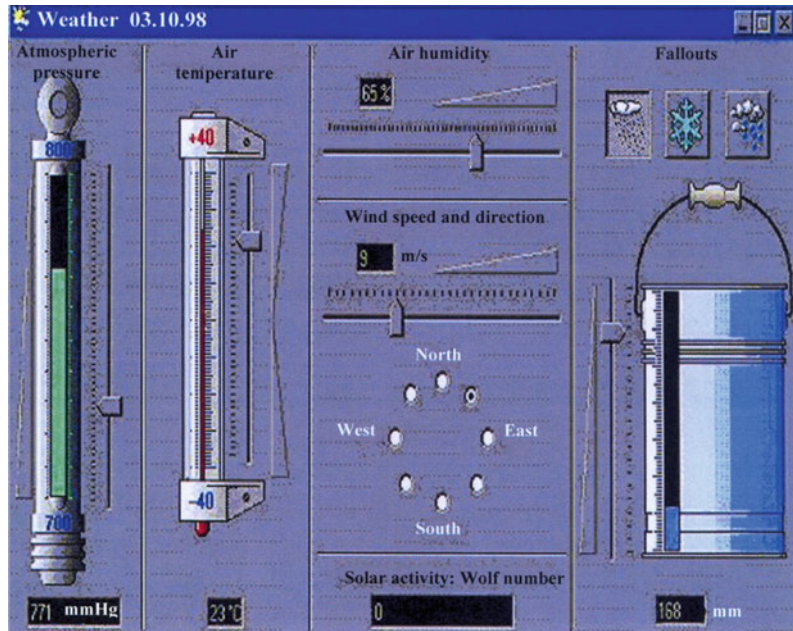 Weather 03.10.98
Atmospheric
pressure
800
700
771 mmHg
Air
temperature
+40
-40
23°C
Air humidity
65%
Wind speed and direction
9 m/s
North
West
East
South
Solar activity: Wolf number
0
Fallouts
168 mm